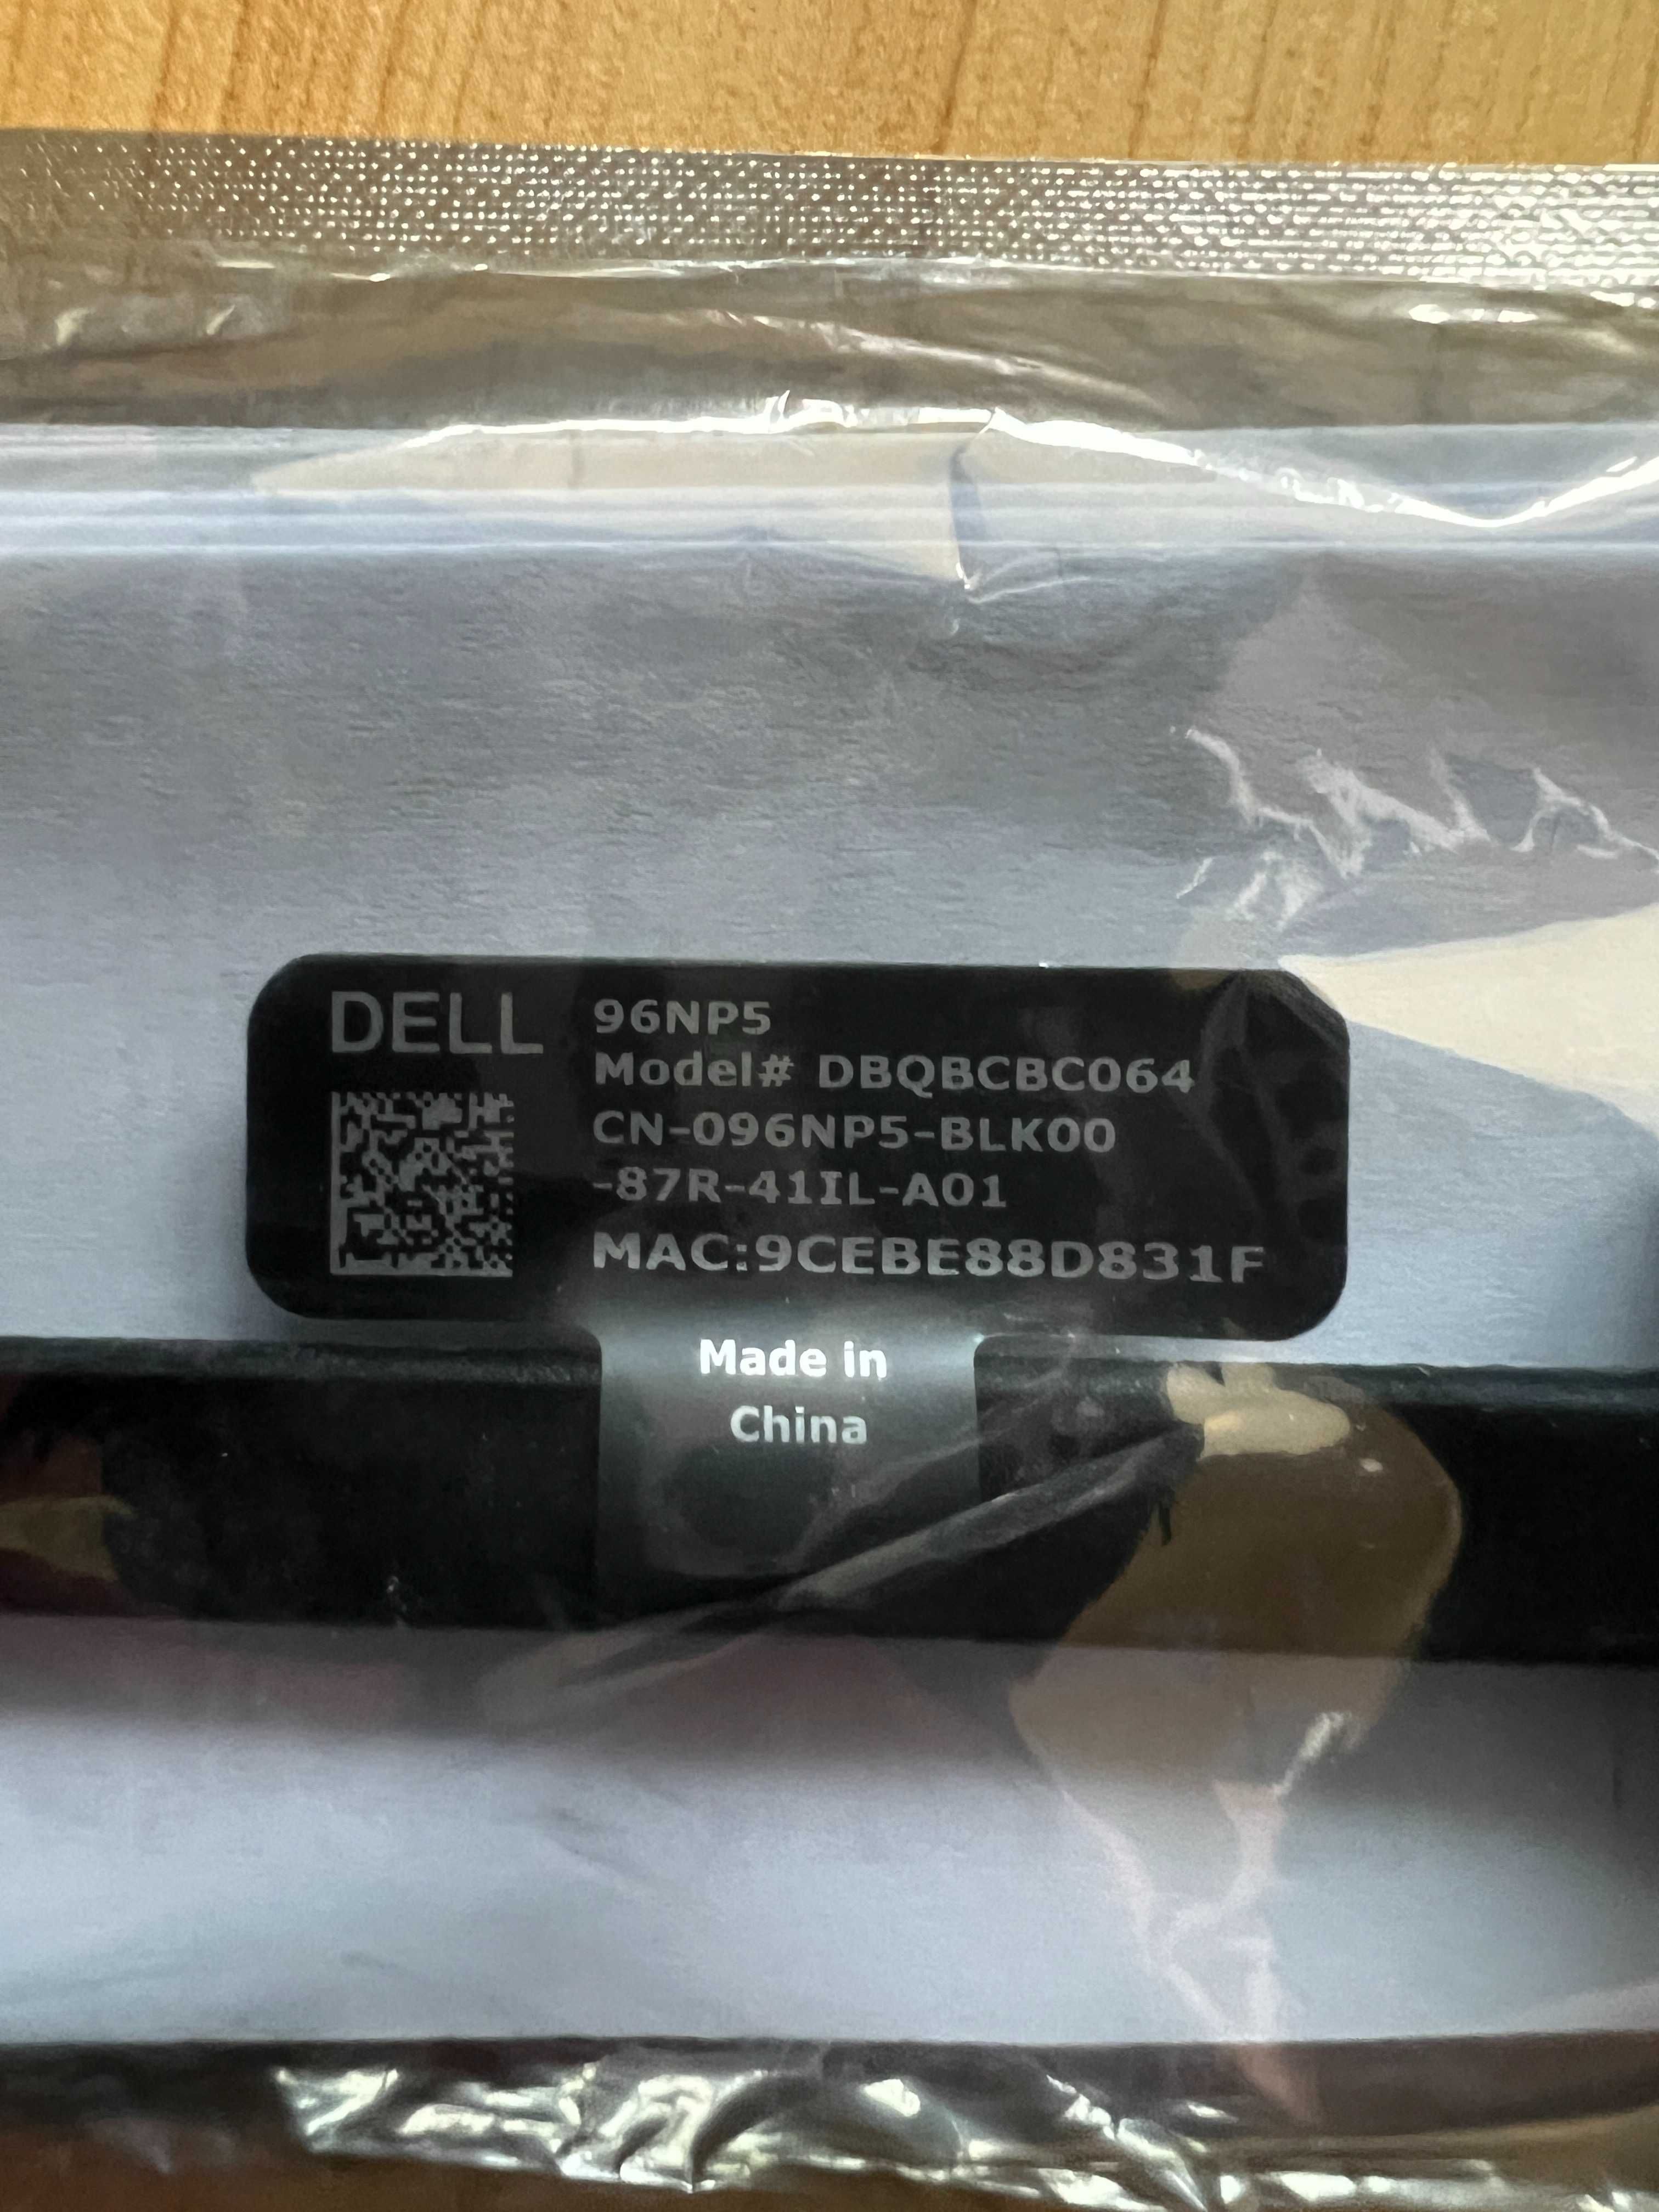 DELL
96NP5
Model# DBQBCBC064
CN-096NP5-BLK00
-87R-41IL-A01
MAC:9CEBE88D831F
Made in
China